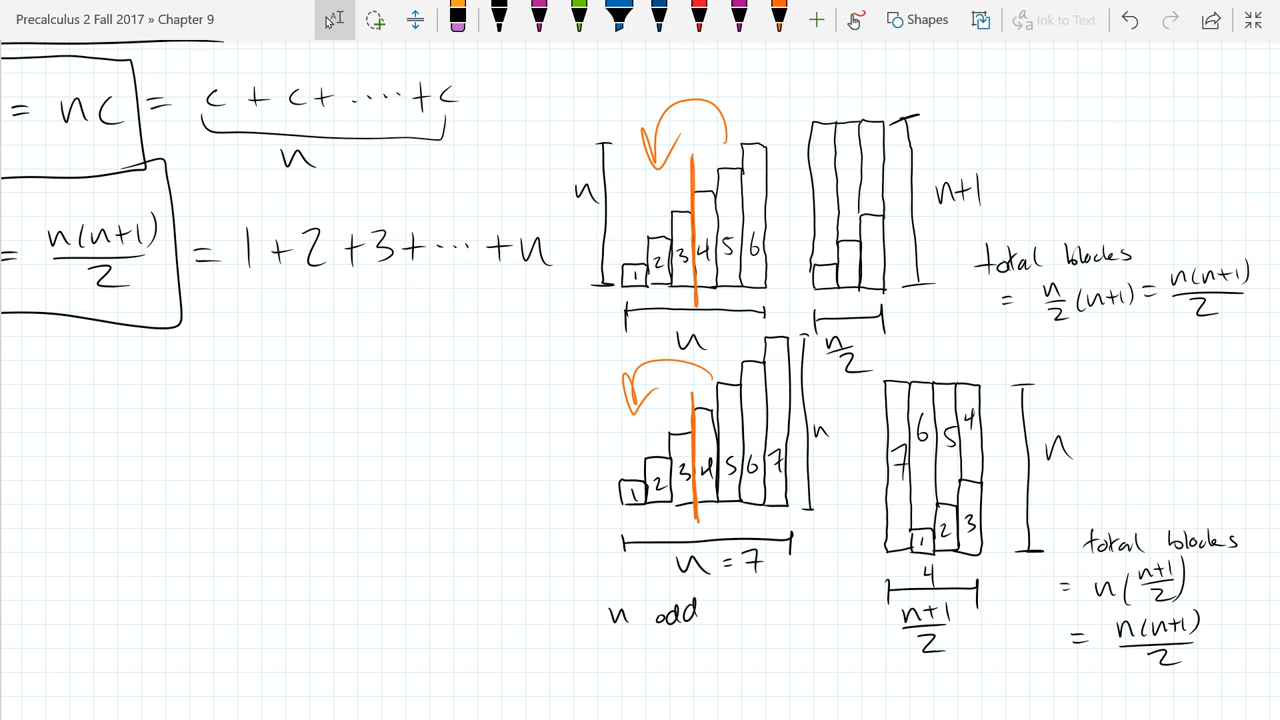 Precalculus 2 Fall 2017 » Chapter 9
Shapes
Ink to Text
= nc = c + c + ..... + c
n
= n(n+1)/2 = 1 + 2 + 3 + ... + n
n
1 2 3 4 5 6
n
n+1
n/2
total blocks
= n/2 (n+1) = n(n+1)/2
1 2 3 4 5 6 7
n
n = 7
n odd
7 6 5 4
1 2 3
n
4
n+1/2
total blocks
= n(n+1/2)
= n(n+1)/2